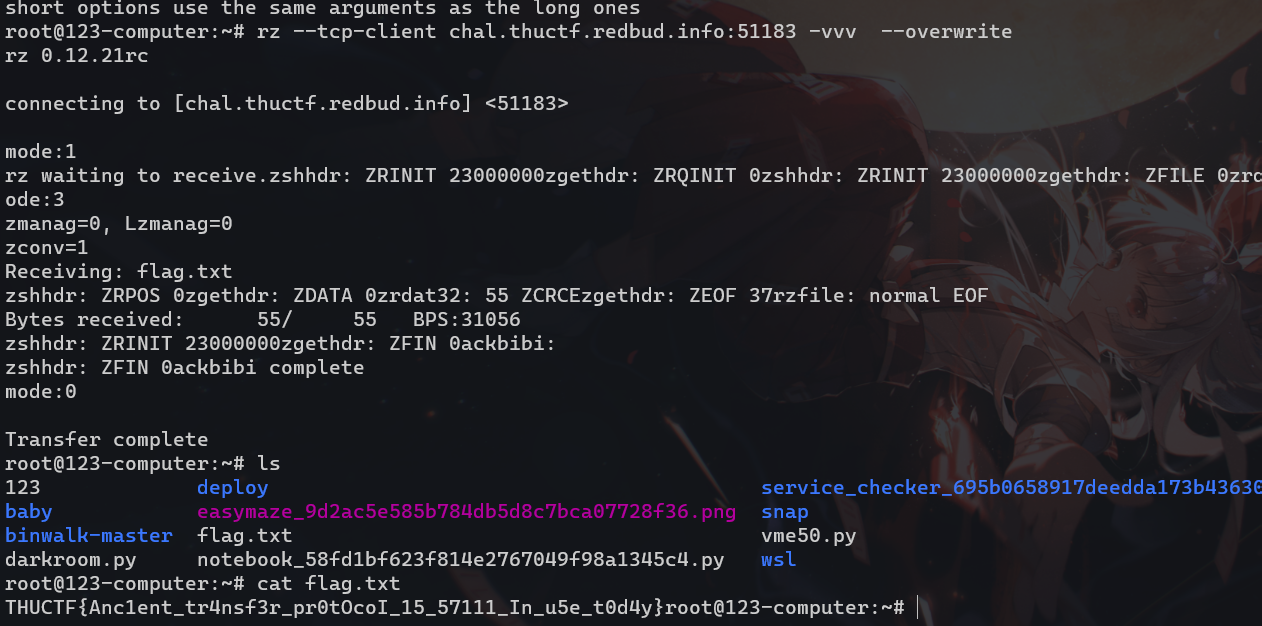 short options use the same arguments as the long ones
root@123-computer:~# rz --tcp-client chal.thuctf.redbud.info:51183 -vvv  --overwrite
rz 0.12.21rc
connecting to [chal.thuctf.redbud.info] <51183>
mode:1
rz waiting to receive.zshhdr: ZRINIT 23000000zgethdr: ZRQINIT 0zshhdr: ZRINIT 23000000zgethdr: ZFILE 0zrd
ode:3
zmanag=0, Lzmanag=0
zconv=1
Receiving: flag.txt
zshhdr: ZRPOS 0zgethdr: ZDATA 0zrdat32: 55 ZCRCEzgethdr: ZEOF 37rzfile: normal EOF
Bytes received:      55/     55   BPS:31056
zshhdr: ZRINIT 23000000zgethdr: ZFIN 0ackbibi:
zshhdr: ZFIN 0ackbibi complete
mode:0
Transfer complete
root@123-computer:~# ls
123             deploy                                         service_checker_695b0658917deedda173b43630
baby            easymaze_9d2ac5e585b784db5d8c7bca07728f36.png  snap
binwalk-master  flag.txt                                       vme50.py
darkroom.py     notebook_58fd1bf623f814e2767049f98a1345c4.py   wsl
root@123-computer:~# cat flag.txt
THUCTF{Anc1ent_tr4nsf3r_pr0tOcoI_15_57111_In_u5e_t0d4y}root@123-computer:~#